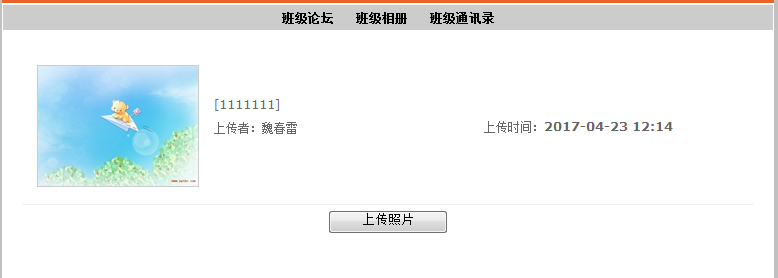 班级论坛 班级相册 班级通讯录
[1111111]
上传者：魏春雷 上传时间：2017-04-23 12:14
上传照片